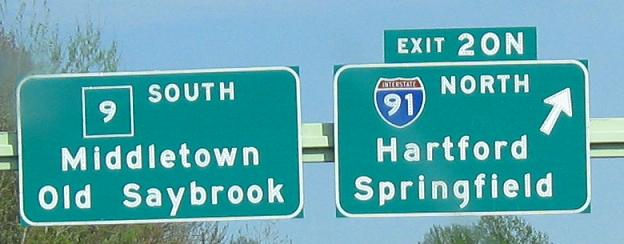 9 SOUTH
Middletown
Old Saybrook
EXIT 20N
INTERSTATE
91 NORTH
Hartford
Springfield